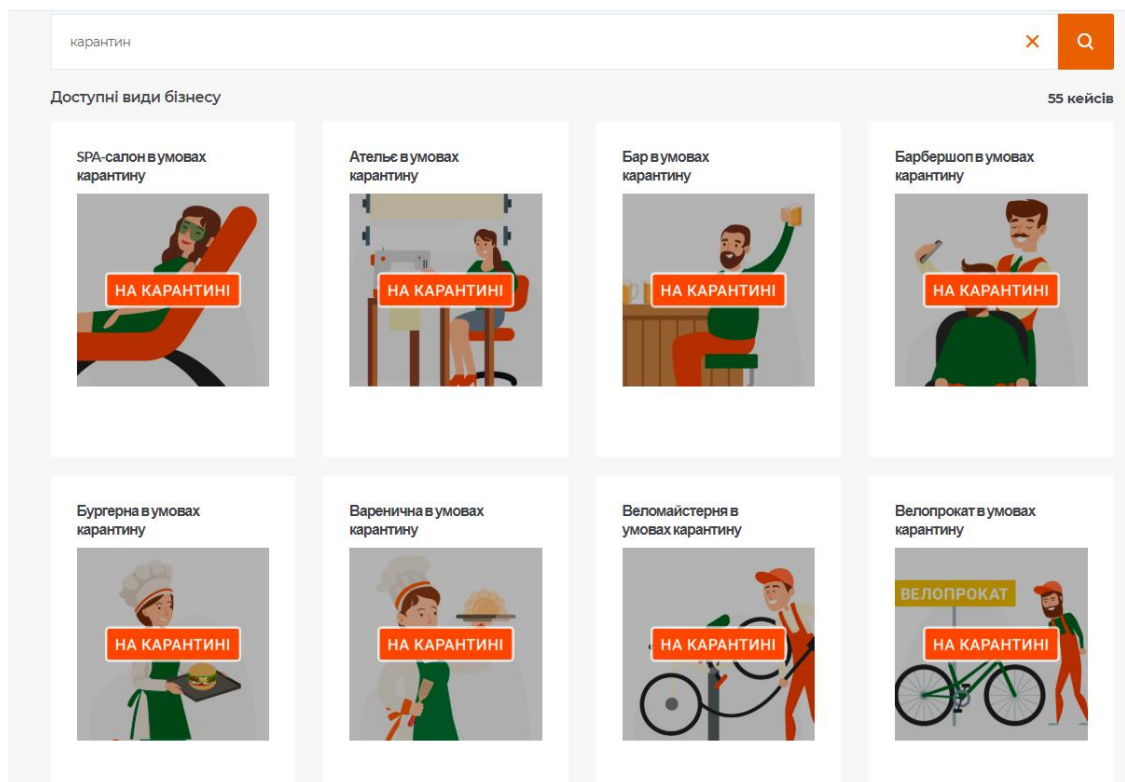 карантин
Доступні види бізнесу
55 кейсів
SPA-салон в умовах
карантину
НА КАРАНТИНІ
Ательє в умовах
карантину
НА КАРАНТИНІ
Бар в умовах
карантину
НА КАРАНТИНІ
Барбершоп в умовах
карантину
НА КАРАНТИНІ
Бургерна в умовах
карантину
НА КАРАНТИНІ
Варенична в умовах
карантину
НА КАРАНТИНІ
Веломайстерня в
умовах карантину
НА КАРАНТИНІ
Велопрокат в умовах
карантину
ВЕЛОПРОКАТ
НА КАРАНТИНІ